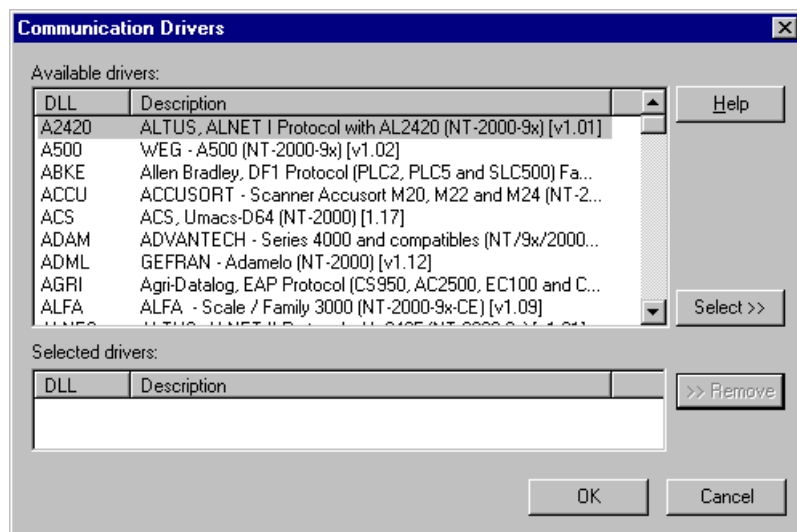 Communication Drivers
Available drivers:
DLL Description
Help
A2420 ALTUS, ALNET I Protocol with AL2420 (NT-2000-9x) [v1.01]
A500 WEG - A500 (NT-2000-9x) [v1.02]
ABKE Allen Bradley, DF1 Protocol (PLC2, PLC5 and SLC500) Fa...
ACCU ACCUSORT - Scanner Accusort M20, M22 and M24 (NT-2...
ACS ACS, Umacs-D64 (NT-2000) [1.17]
ADAM ADVANTECH - Series 4000 and compatibles (NT/9x/2000...
ADML GEFRAN - Adamelo (NT-2000) [v1.12]
AGRI Agri-Datalog, EAP Protocol (CS950, AC2500, EC100 and C...
ALFA ALFA - Scale / Family 3000 (NT-2000-9x-CE) [v1.09]
Select >>
Selected drivers:
DLL Description
>> Remove
OK Cancel